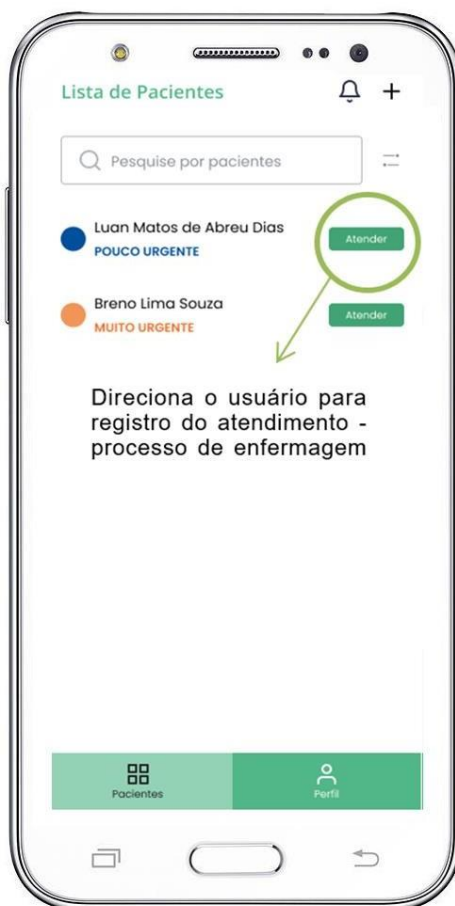 Lista de Pacientes
Pesquise por pacientes
Luan Matos de Abreu Dias
POUCO URGENTE
Atender
Breno Lima Souza
MUITO URGENTE
Atender
Direciona o usuário para
registro do atendimento -
processo de enfermagem
Pacientes
Perfil